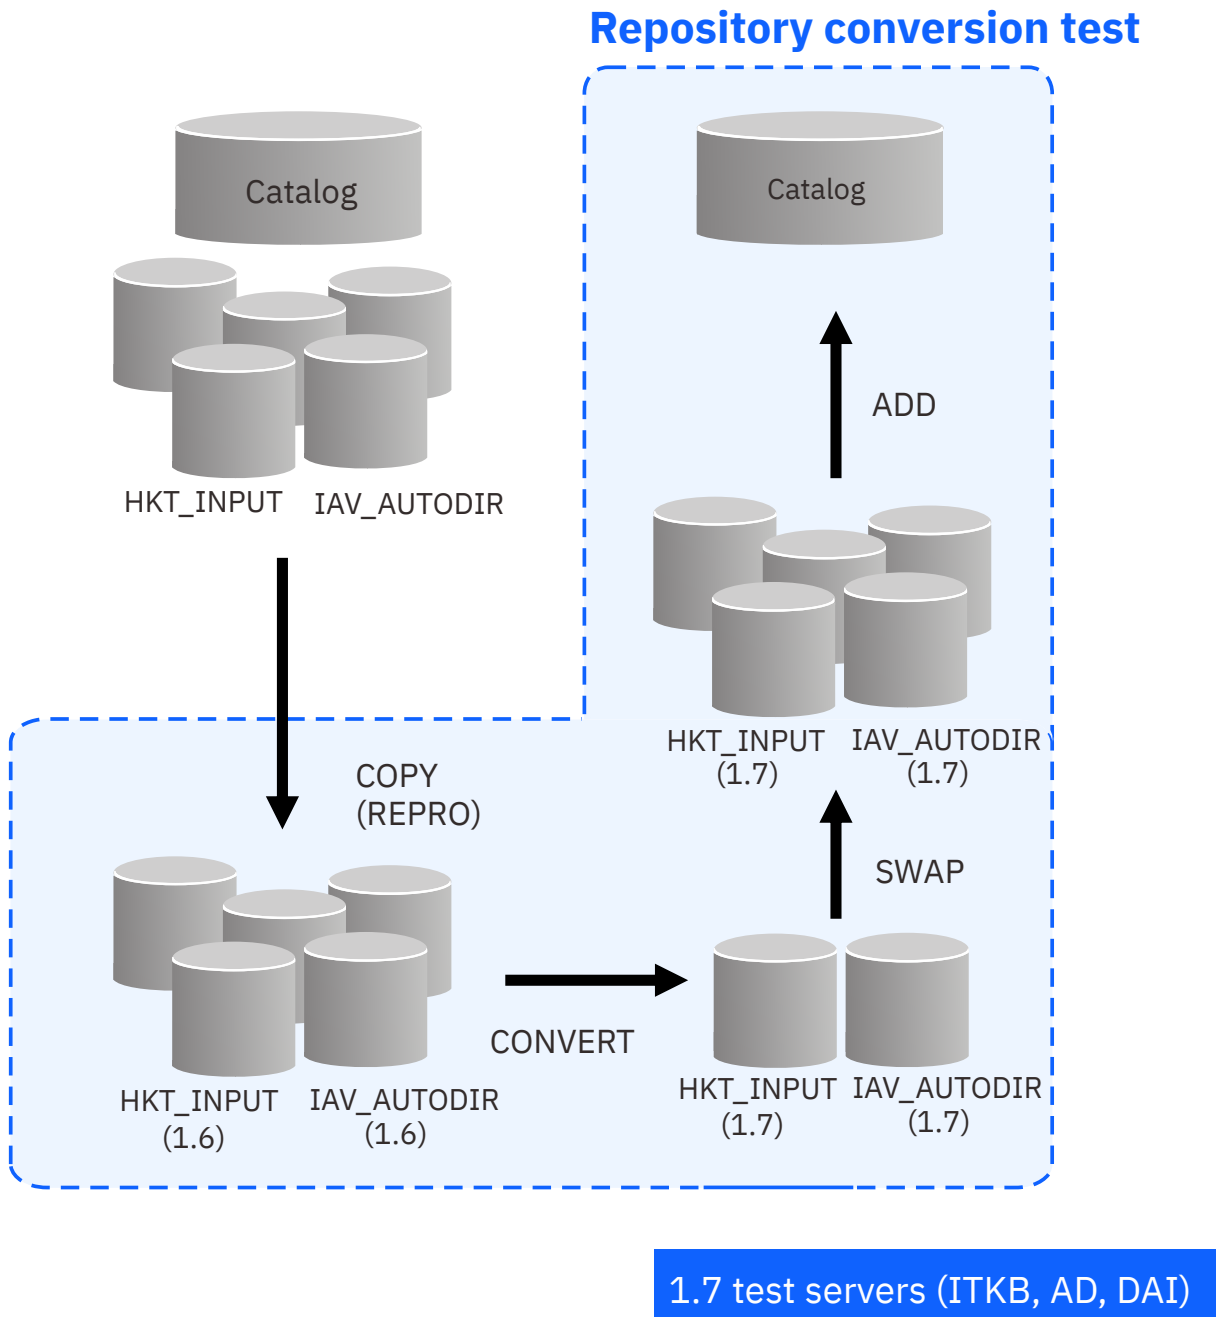 Repository conversion test
Catalog
Catalog
ADD
HKT_INPUT
IAV_AUTODIR
HKT_INPUT
(1.7)
IAV_AUTODIR
(1.7)
COPY
(REPRO)
SWAP
CONVERT
HKT_INPUT
(1.6)
IAV_AUTODIR
(1.6)
HKT_INPUT
(1.7)
IAV_AUTODIR
(1.7)
1.7 test servers (ITKB, AD, DAI)